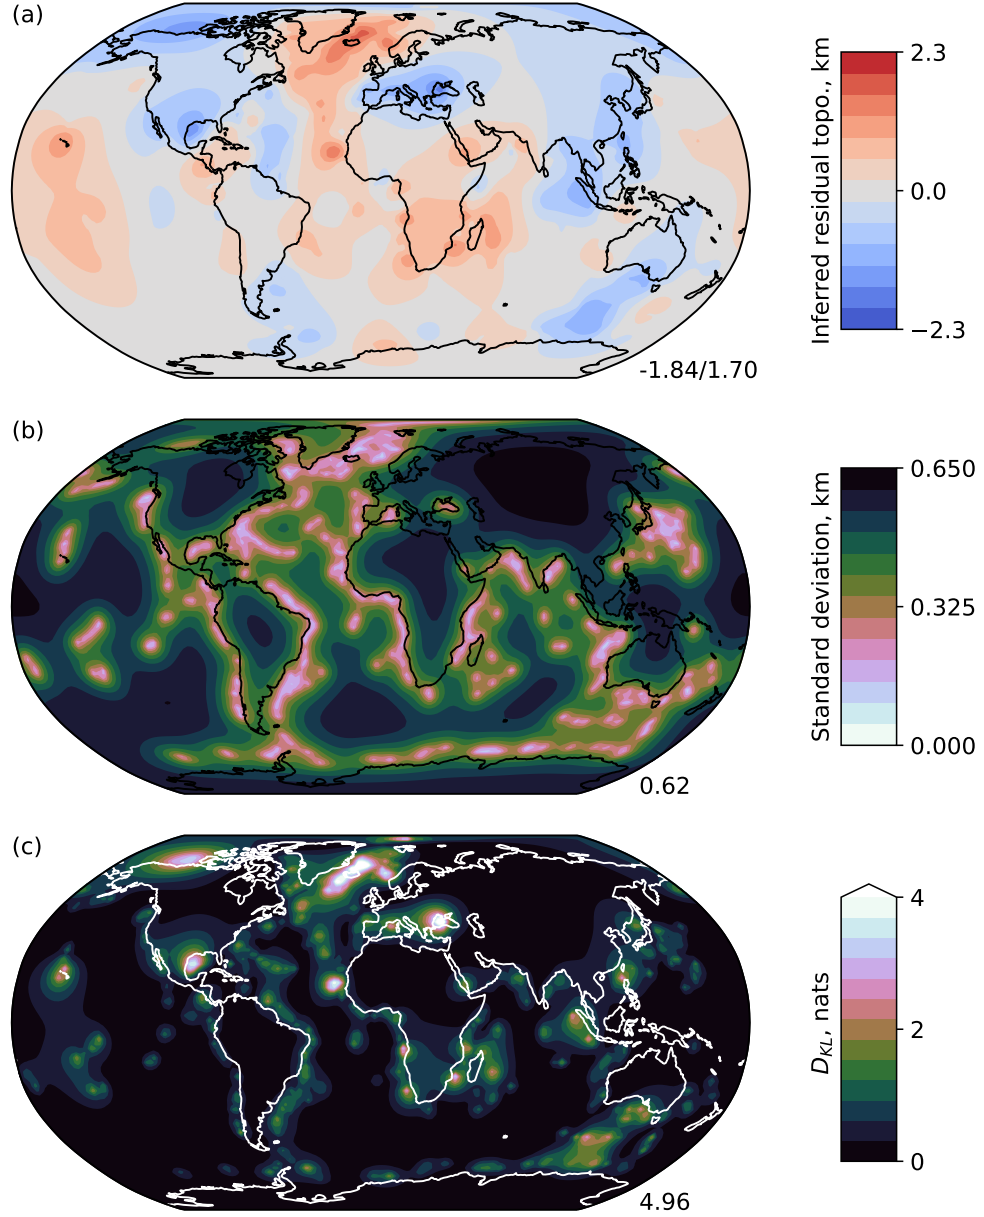 (a)
2.3
0.0
−2.3
Inferred residual topo., km
-1.84/1.70
(b)
0.650
0.325
0.000
Standard deviation, km
0.62
(c)
4
2
0
D_KL, nats
4.96